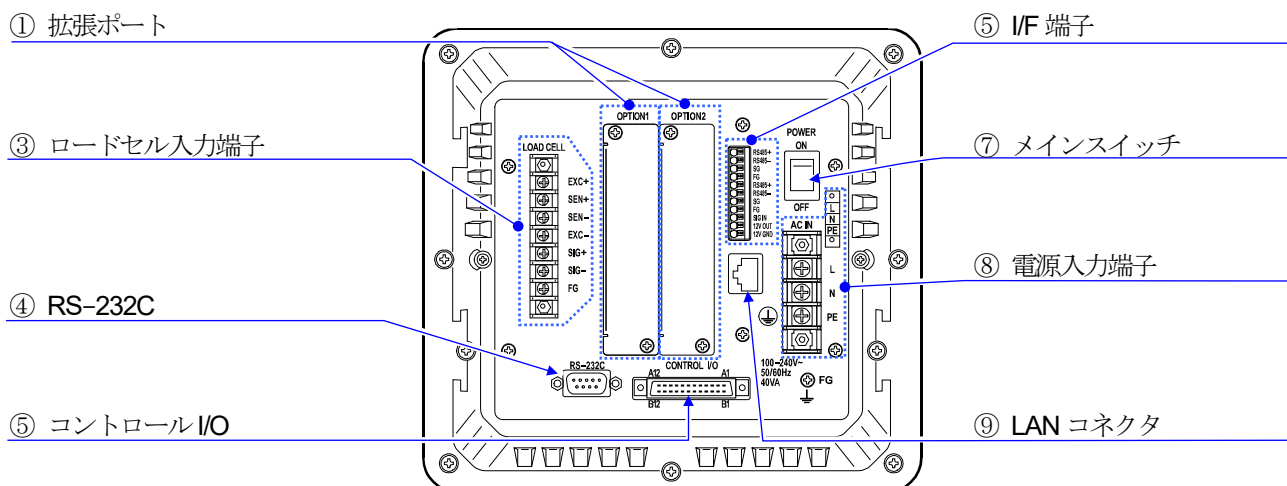 ① 拡張ポート
③ ロードセル入力端子
④ RS-232C
⑤ コントロール I/O
⑤ I/F 端子
⑦ メインスイッチ
⑧ 電源入力端子
⑨ LAN コネクタ
OPTION1
OPTION2
LOAD CELL
EXC+
SEN+
SEN-
EXC-
SIG+
SIG-
FG
RS485+
RS485-
SG
FG
RS485+
RS485-
SG
FG
SIG IN
12V OUT
12V GND
POWER
ON
OFF
L
N
PE
AC IN
L
N
PE
100-240V~
50/60Hz
40VA
FG
RS-232C
CONTROL I/O
A12
A1
B12
B1